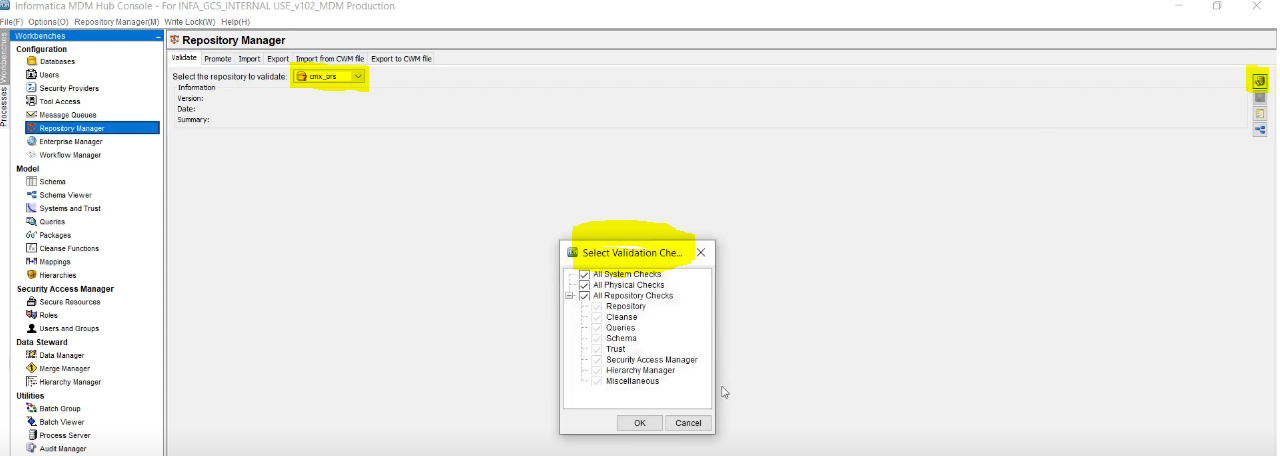 Informatica MDM Hub Console - For INFA_GCS_INTERNAL USE_v102_MDM Production
File(F) Options(O) Repository Manager(M) Write Lock(W) Help(H)
Workbenches
Processes
Workbenches
Configuration
Databases
Users
Security Providers
Tool Access
Message Queues
Repository Manager
Enterprise Manager
Workflow Manager
Model
Schema
Schema Viewer
Systems and Trust
Queries
Packages
Cleanse Functions
Mappings
Hierarchies
Security Access Manager
Secure Resources
Roles
Users and Groups
Data Steward
Data Manager
Merge Manager
Hierarchy Manager
Utilities
Batch Group
Batch Viewer
Process Server
Audit Manager
Repository Manager
Validate Promote Import Export Import from CWM file Export to CWM file
Select the repository to validate: cmx_ors
Information
Version:
Date:
Summary:
Select Validation Che...
All System Checks
All Physical Checks
All Repository Checks
Repository
Cleanse
Queries
Schema
Trust
Security Access Manager
Hierarchy Manager
Miscellaneous
OK Cancel